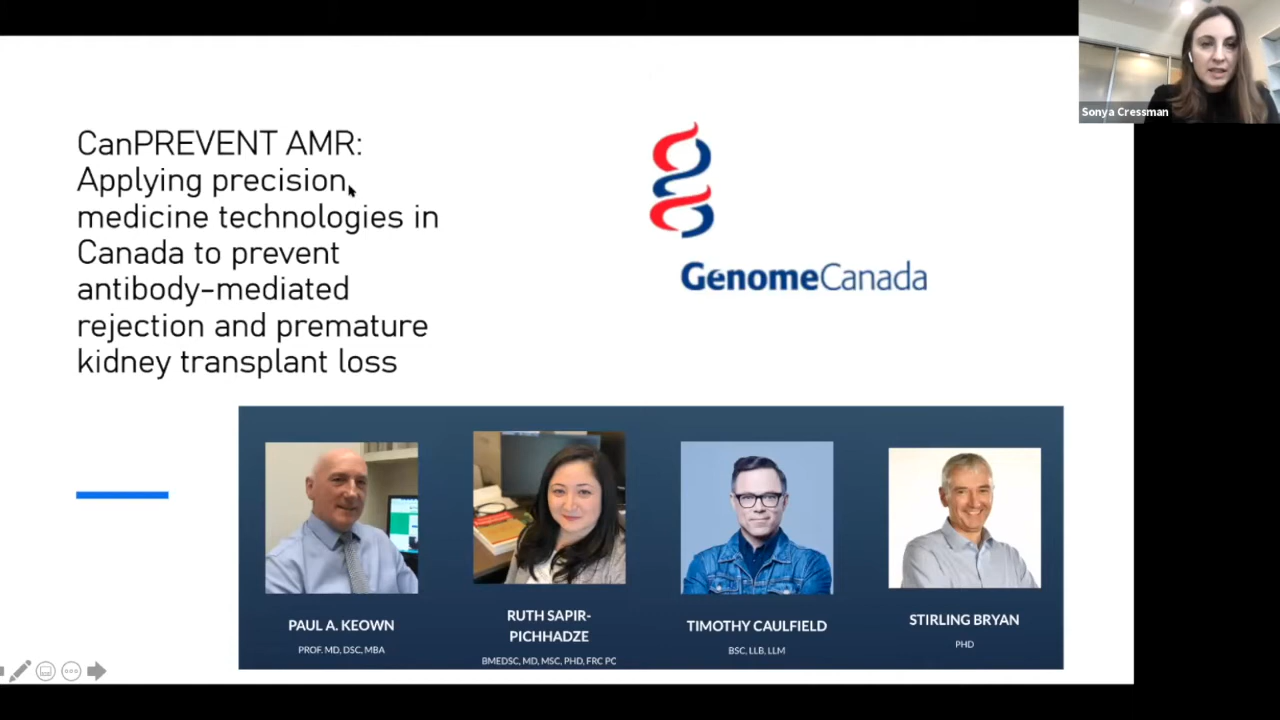 Sonya Cressman
CanPREVENT AMR:
Applying precision
medicine technologies in
Canada to prevent
antibody-mediated
rejection and premature
kidney transplant loss
GenomeCanada
PAUL A. KEOWN
PROF. MD, DSC, MBA
RUTH SAPIR-
PICHHADZE
BMEDSC, MD, MSC, PHD, FRC PC
TIMOTHY CAULFIELD
BSC, LLB, LLM
STIRLING BRYAN
PHD